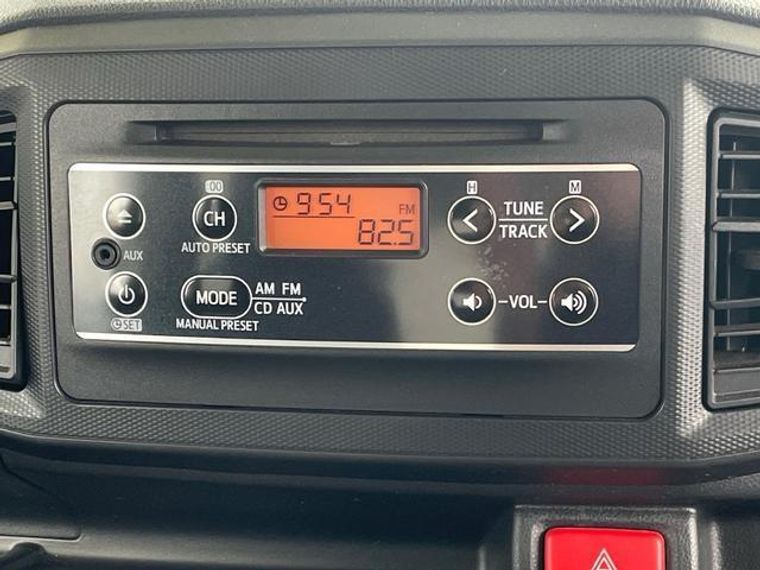 :00 H M
CH 9:54 FM TUNE
82.5 TRACK
AUX AUTO PRESET
MODE AM FM
CD AUX -VOL-
SET MANUAL PRESET